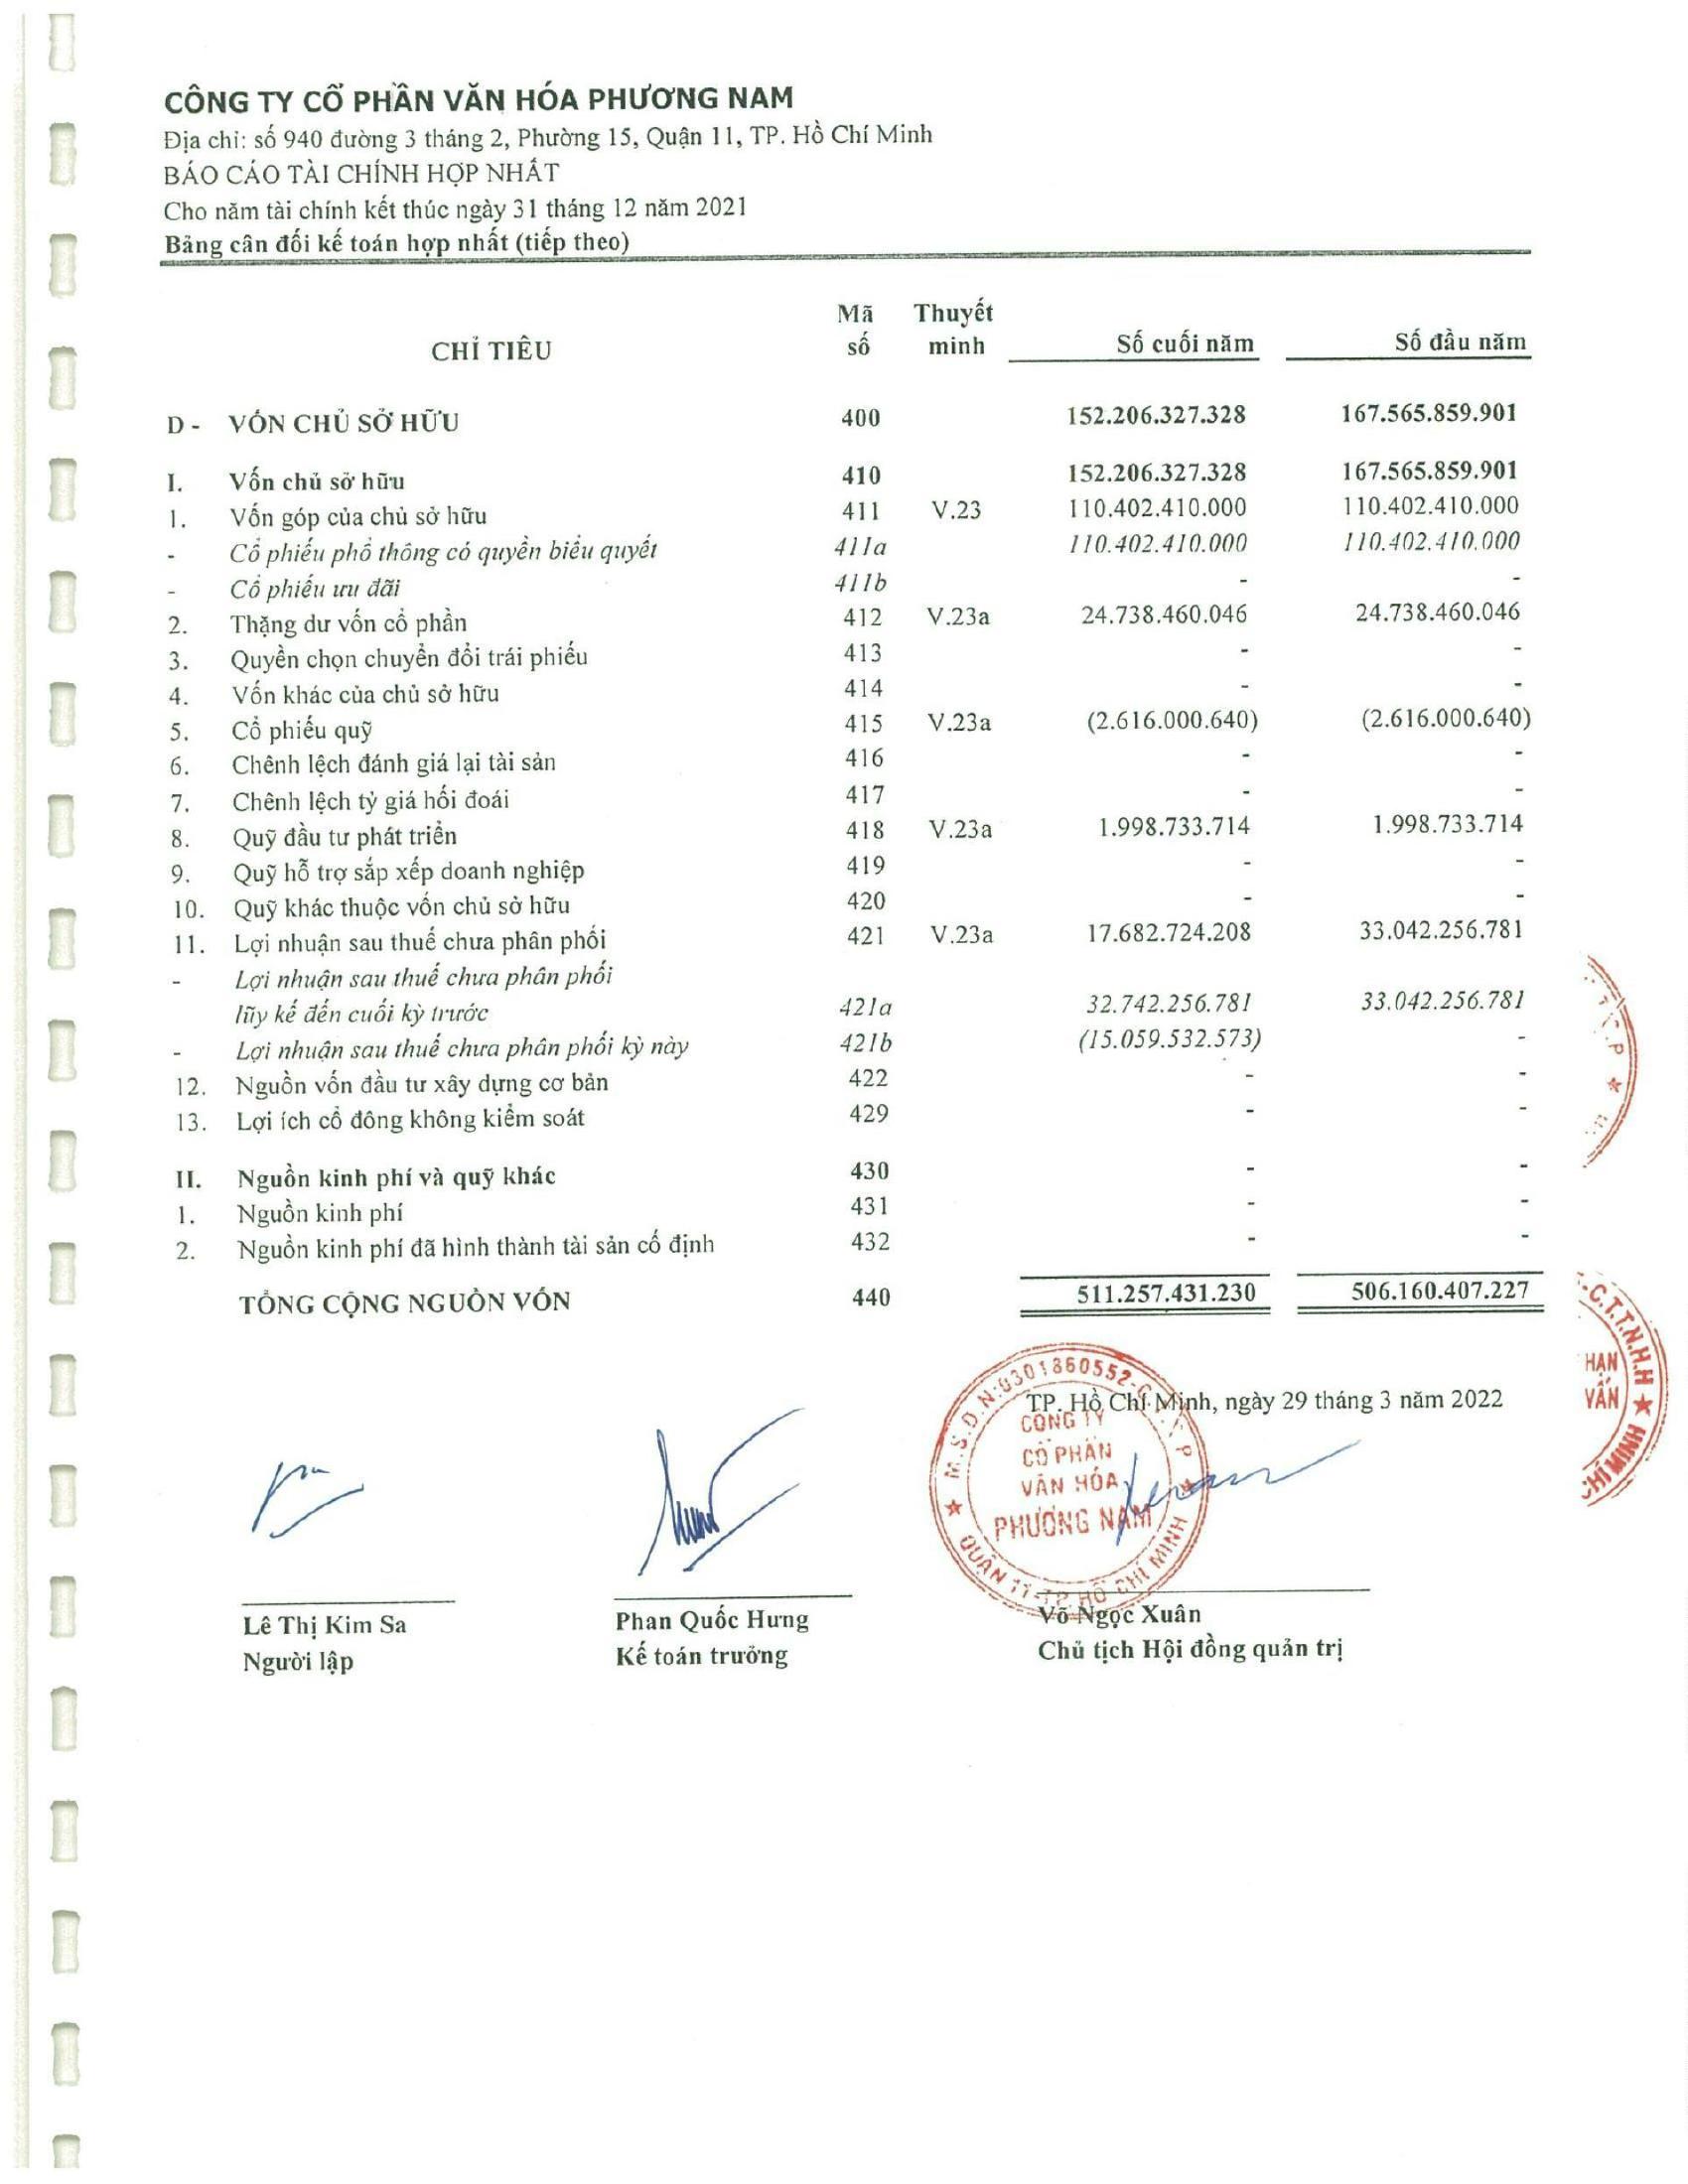 CÔNG TY CỔ PHẦN VĂN HÓA PHƯƠNG NAM
Địa chỉ: số 940 đường 3 tháng 2, Phường 15, Quận 11, TP. Hồ Chí Minh
BÁO CÁO TÀI CHÍNH HỢP NHẤT
Cho năm tài chính kết thúc ngày 31 tháng 12 năm 2021
Bảng cân đối kế toán hợp nhất (tiếp theo)
CHỈ TIÊU Mã số Thuyết minh Số cuối năm Số đầu năm
D - VỐN CHỦ SỞ HỮU 400 152.206.327.328 167.565.859.901
I. Vốn chủ sở hữu 410 152.206.327.328 167.565.859.901
1. Vốn góp của chủ sở hữu 411 V.23 110.402.410.000 110.402.410.000
- Cổ phiếu phổ thông có quyền biểu quyết 411a 110.402.410.000 110.402.410.000
- Cổ phiếu ưu đãi 411b - -
2. Thặng dư vốn cổ phần 412 V.23a 24.738.460.046 24.738.460.046
3. Quyền chọn chuyển đổi trái phiếu 413 - -
4. Vốn khác của chủ sở hữu 414 - -
5. Cổ phiếu quỹ 415 V.23a (2.616.000.640) (2.616.000.640)
6. Chênh lệch đánh giá lại tài sản 416 - -
7. Chênh lệch tỷ giá hối đoái 417 - -
8. Quỹ đầu tư phát triển 418 V.23a 1.998.733.714 1.998.733.714
9. Quỹ hỗ trợ sắp xếp doanh nghiệp 419 - -
10. Quỹ khác thuộc vốn chủ sở hữu 420 - -
11. Lợi nhuận sau thuế chưa phân phối 421 V.23a 17.682.724.208 33.042.256.781
- Lợi nhuận sau thuế chưa phân phối
lũy kế đến cuối kỳ trước 421a 32.742.256.781 33.042.256.781
- Lợi nhuận sau thuế chưa phân phối kỳ này 421b (15.059.532.573) -
12. Nguồn vốn đầu tư xây dựng cơ bản 422 - -
13. Lợi ích cổ đông không kiểm soát 429 - -
II. Nguồn kinh phí và quỹ khác 430 - -
1. Nguồn kinh phí 431 - -
2. Nguồn kinh phí đã hình thành tài sản cố định 432 - -
TỔNG CỘNG NGUỒN VỐN 440 511.257.431.230 506.160.407.227
TP. Hồ Chí Minh, ngày 29 tháng 3 năm 2022
M.S.D.N:0301860552-C.T.C.P
CÔNG TY
CỔ PHẦN
VĂN HÓA
PHƯƠNG NAM
QUẬN 11-TP HỒ CHÍ MINH
C.T.T.N.H.H
HẠN
VẤN
CHÍ MINH
Lê Thị Kim Sa
Người lập
Phan Quốc Hưng
Kế toán trưởng
Võ Ngọc Xuân
Chủ tịch Hội đồng quản trị